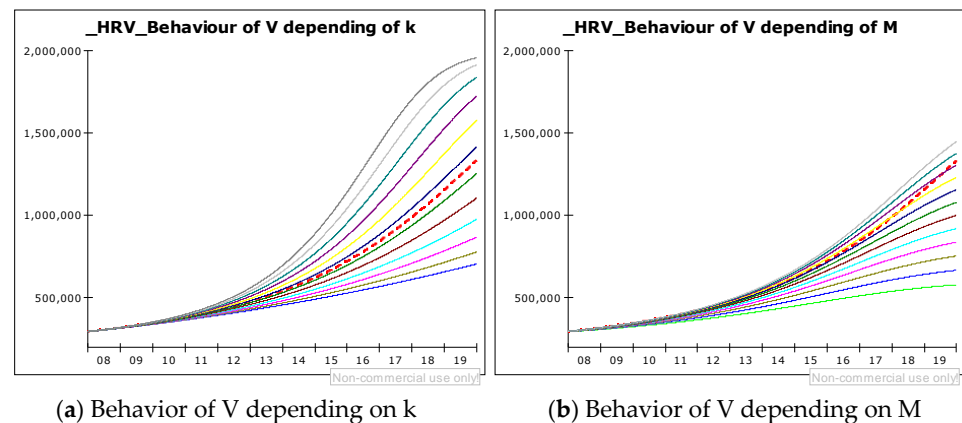 _HRV_Behaviour of V depending of k
2,000,000
1,500,000
1,000,000
500,000
08 09 10 11 12 13 14 15 16 17 18 19
Non-commercial use only!
(a) Behavior of V depending on k
_HRV_Behaviour of V depending of M
2,000,000
1,500,000
1,000,000
500,000
08 09 10 11 12 13 14 15 16 17 18 19
Non-commercial use only!
(b) Behavior of V depending on M